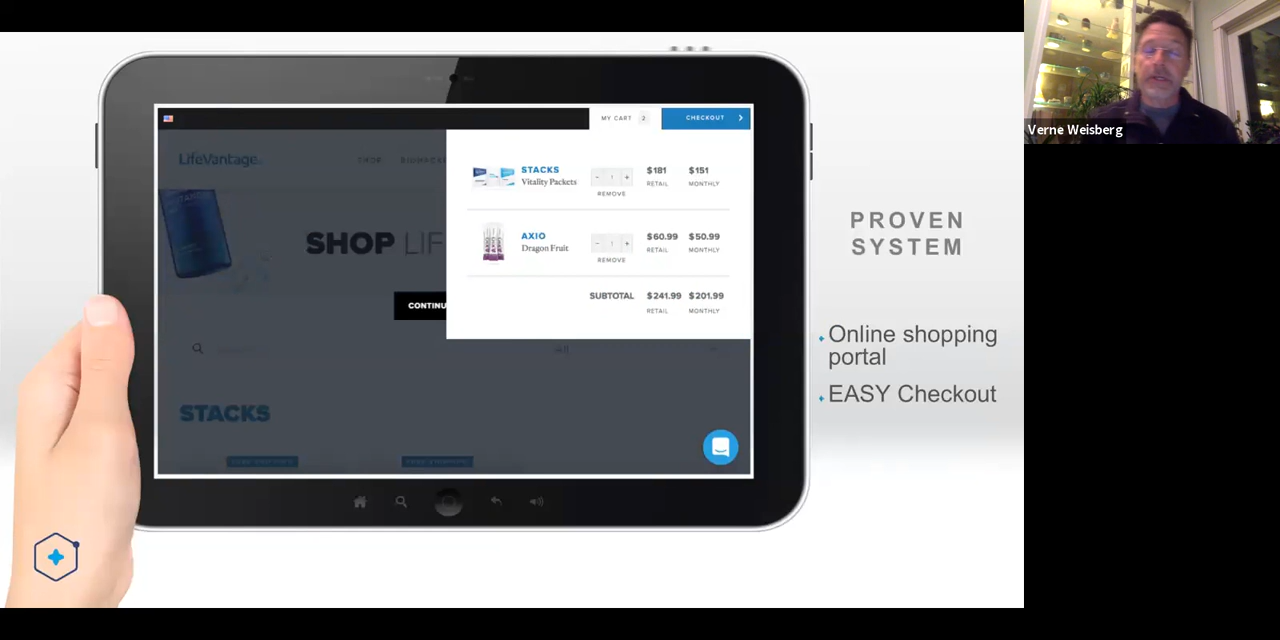 MY CART 2
CHECKOUT
LifeVantage
SHOP
STACKS
Vitality Packets
- 1 +
REMOVE
$181
RETAIL
$151
MONTHLY
SHOP LIF
AXIO
Dragon Fruit
- 1 +
REMOVE
$60.99
RETAIL
$50.99
MONTHLY
CONTINU
SUBTOTAL
$241.99
RETAIL
$201.99
MONTHLY
STACKS
PROVEN
SYSTEM
Online shopping
portal
EASY Checkout
Verne Weisberg